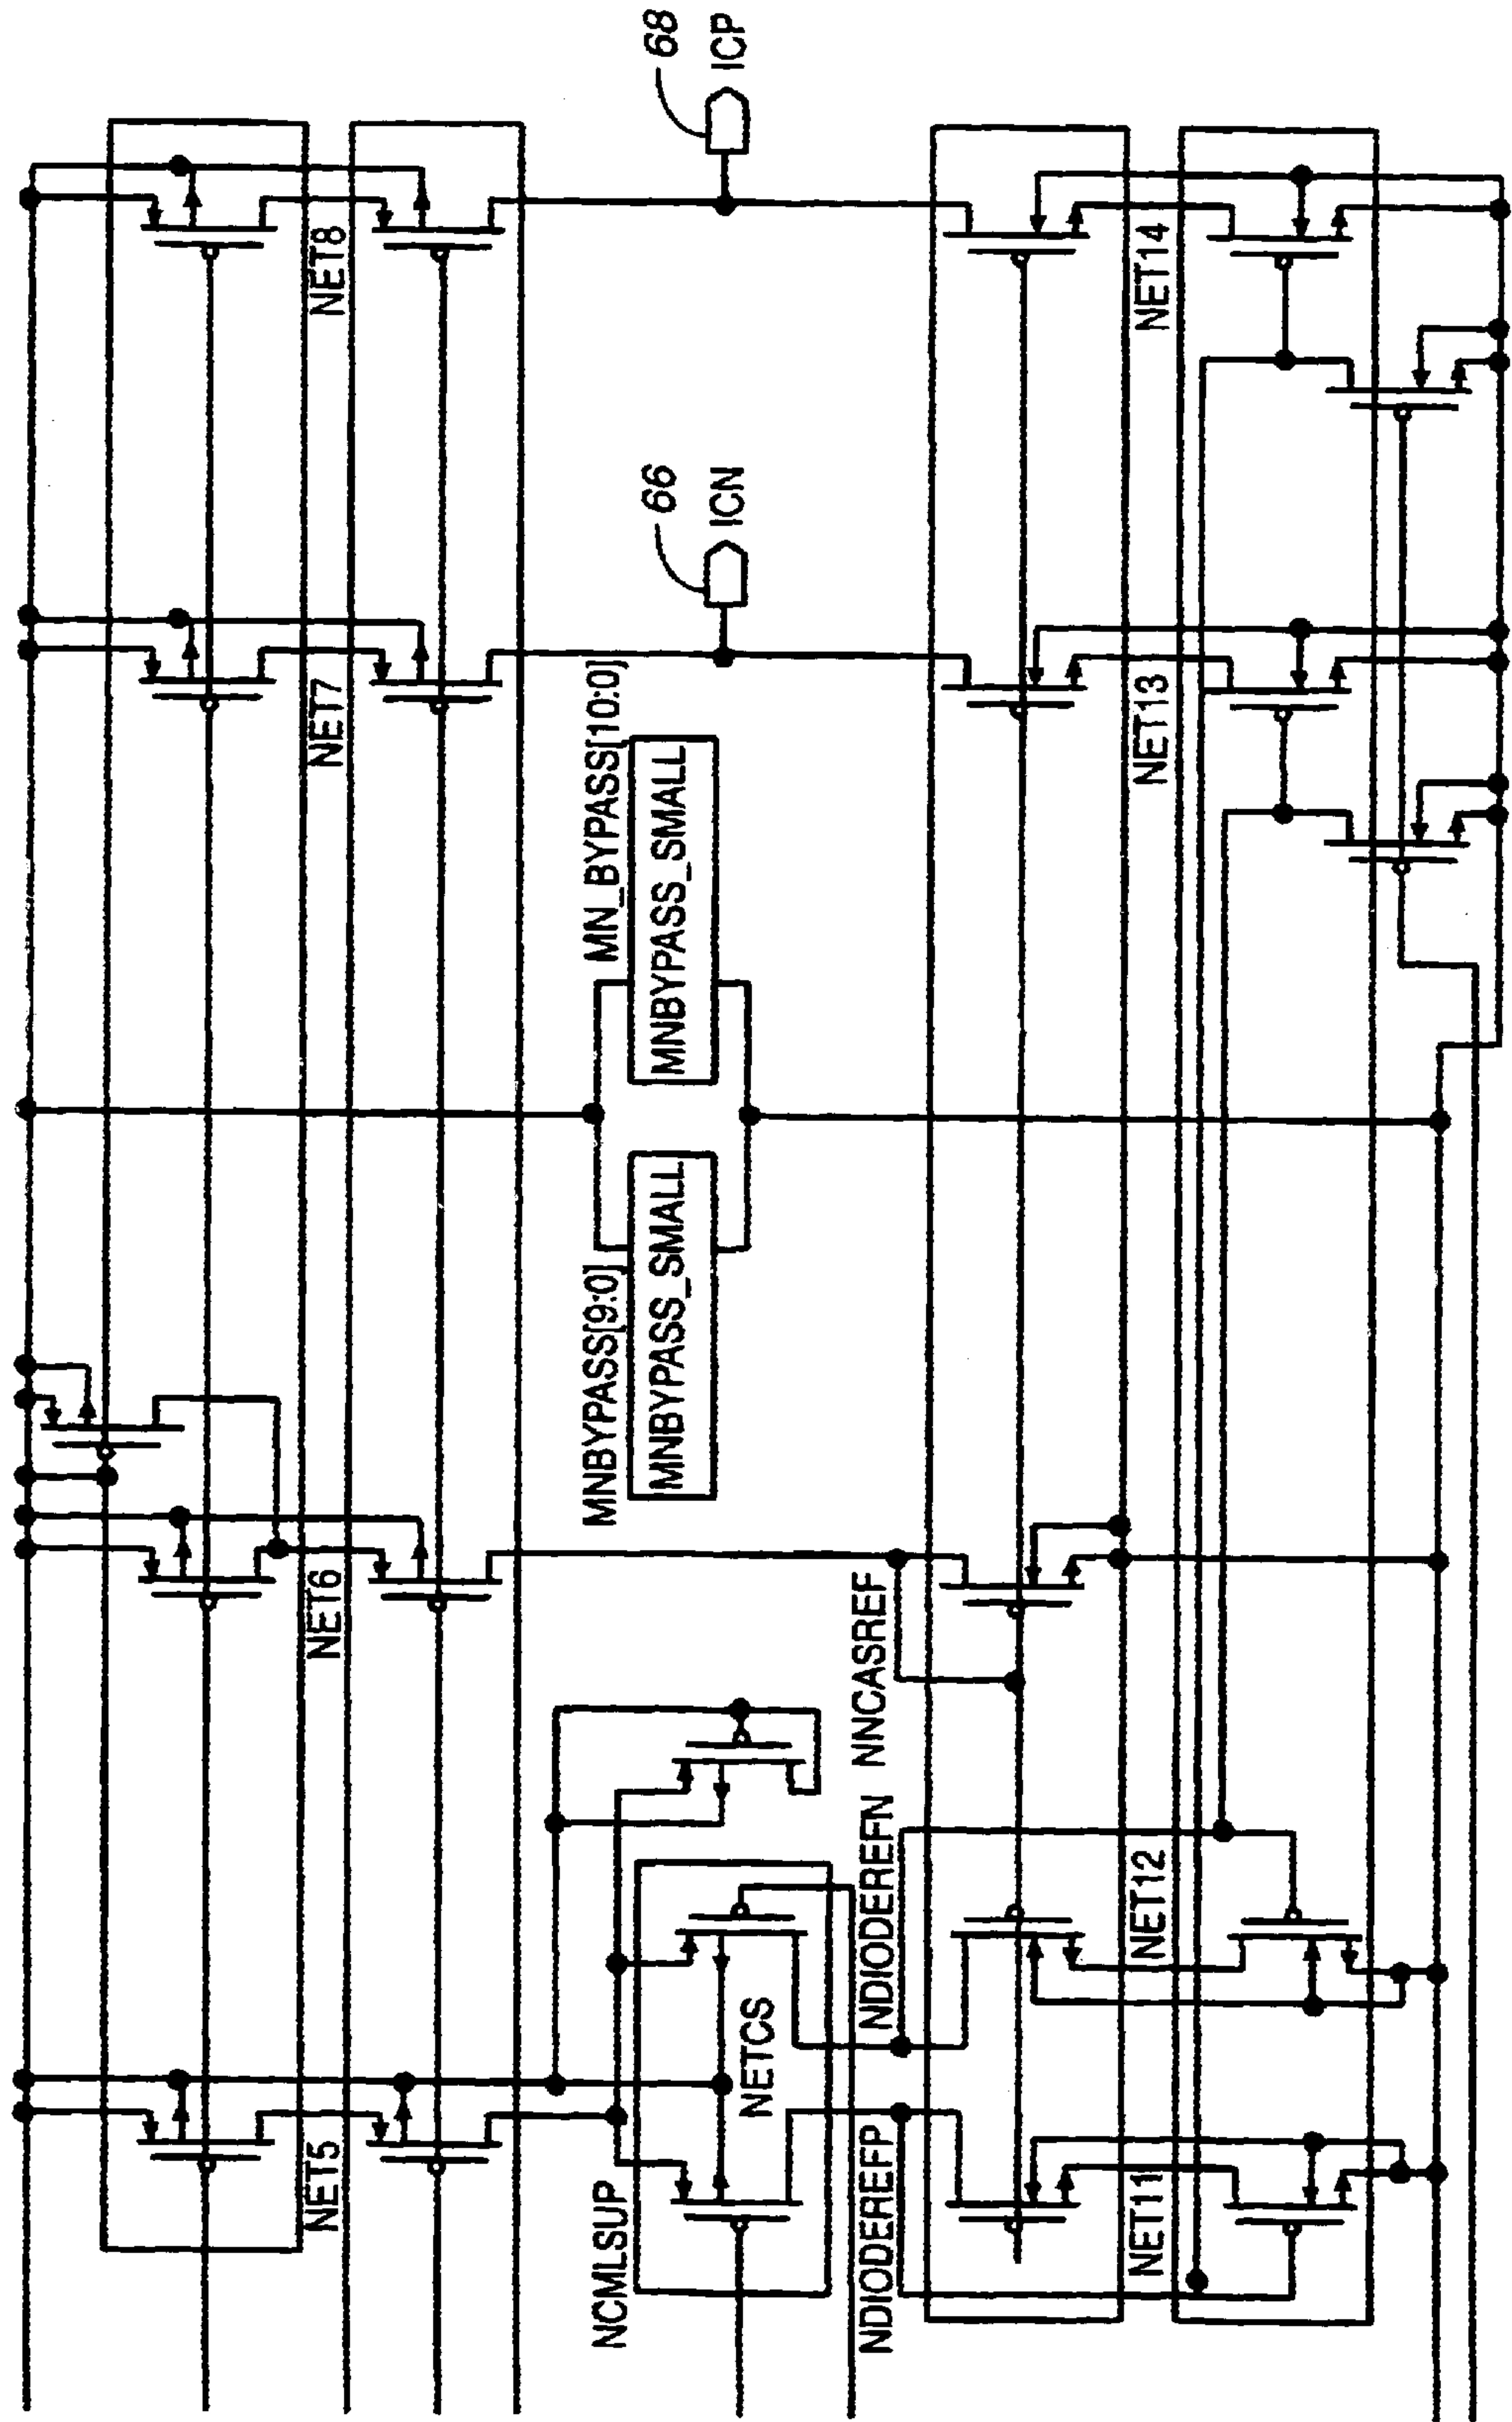 NET5
NET6
NET7
NET8
NCMLSUP
NETCS
MNBYPASS[9:0]
MNBYPASS_SMALL
MN_BYPASS[10:0]
MNBYPASS_SMALL
66
ICN
68
ICP
NDIODEREFP
NDIODEREFN
NNCASREF
NET11
NET12
NET13
NET14